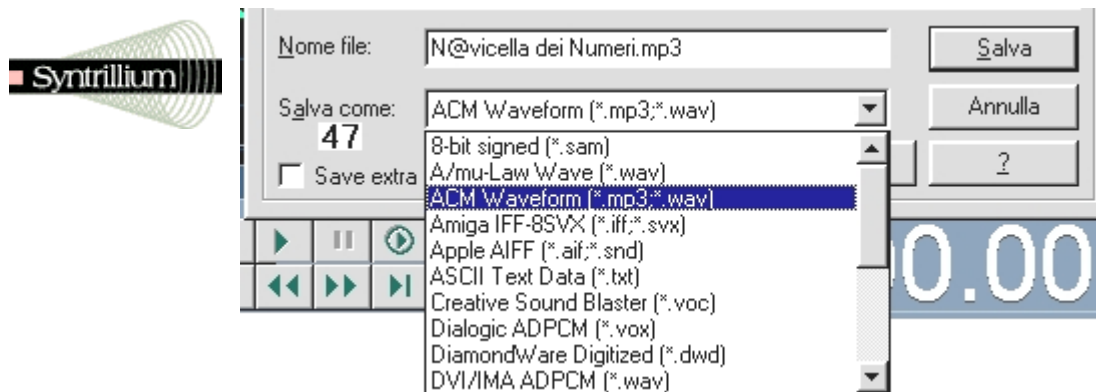 Syntrillium
Nome file:
N@vicella dei Numeri.mp3
Salva
Salva come:
ACM Waveform (*.mp3;*.wav)
Annulla
47
Save extra
?
8-bit signed (*.sam)
A/mu-Law Wave (*.wav)
ACM Waveform (*.mp3;*.wav)
Amiga IFF-8SVX (*.iff;*.svx)
Apple AIFF (*.aif;*.snd)
ASCII Text Data (*.txt)
Creative Sound Blaster (*.voc)
Dialogic ADPCM (*.vox)
DiamondWare Digitized (*.dwd)
DVI/IMA ADPCM (*.wav)
0.00